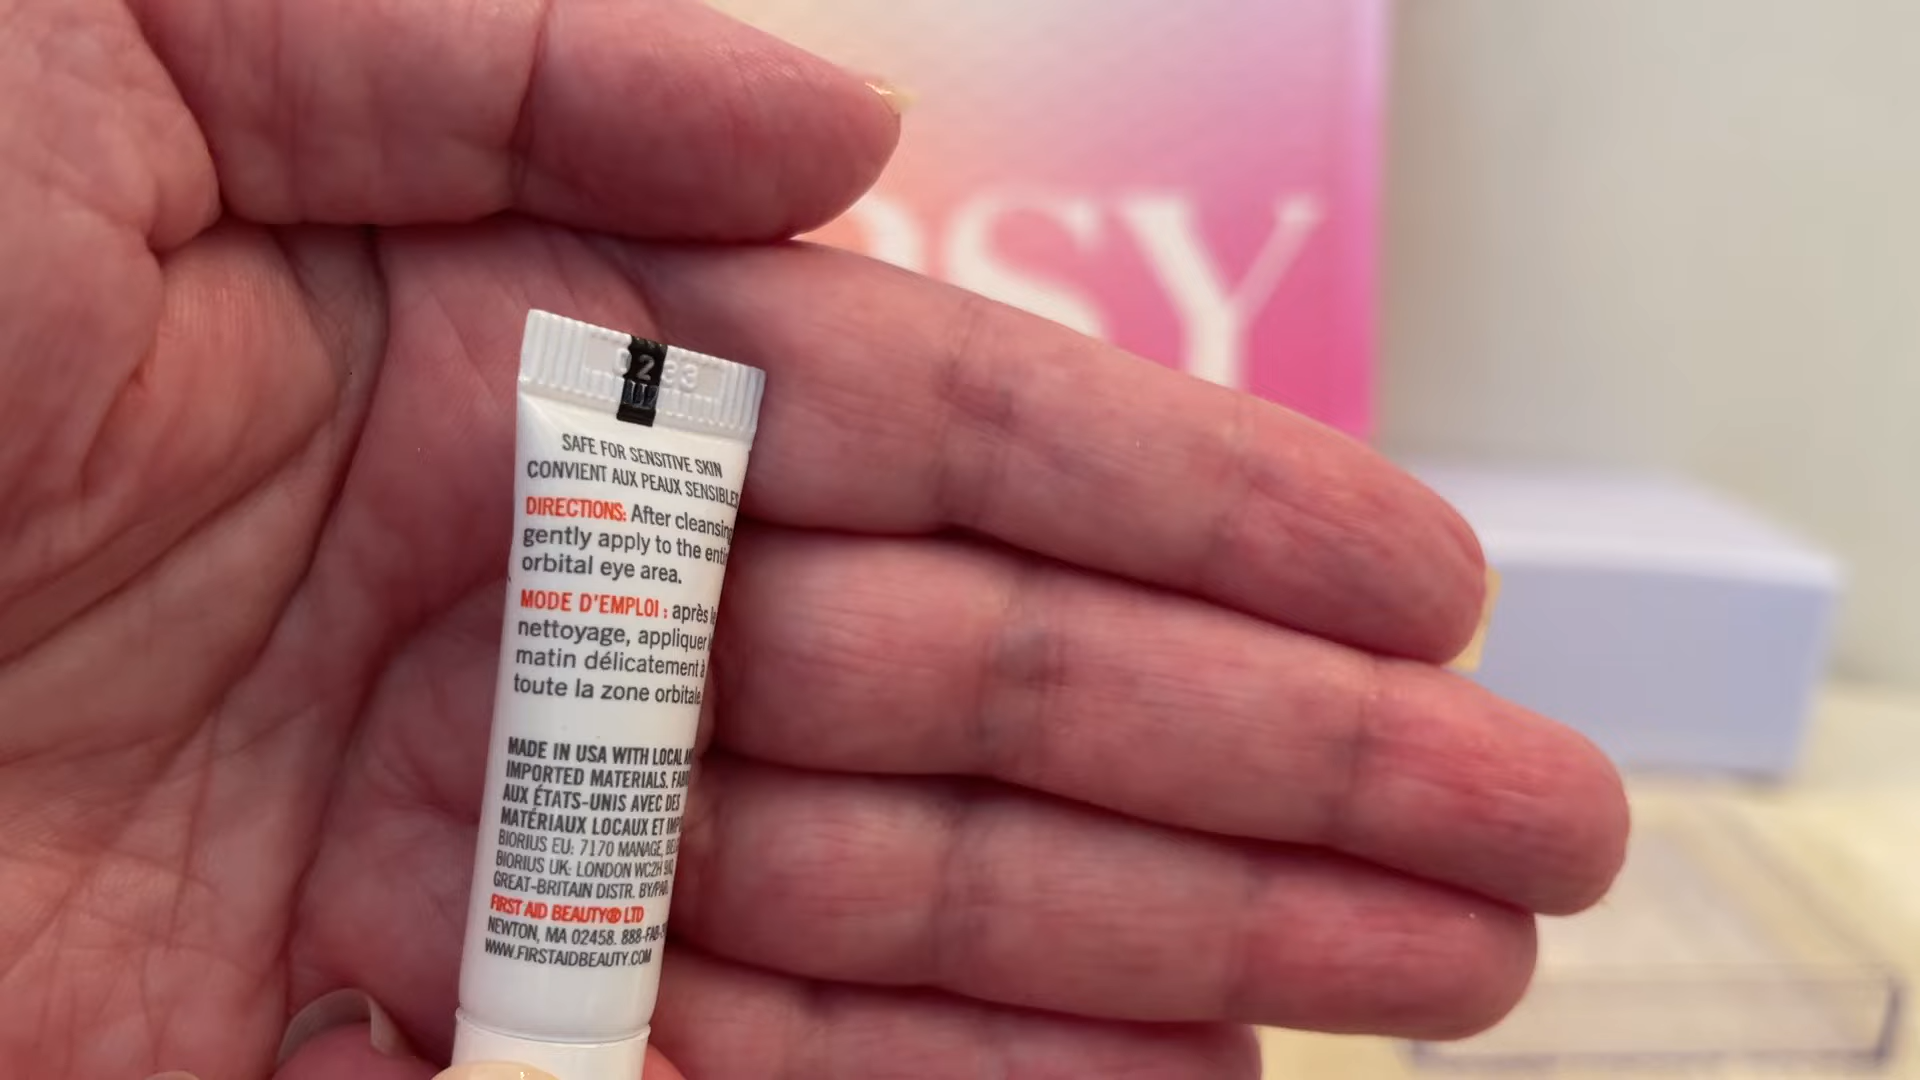 OSY
SAFE FOR SENSITIVE SKIN
CONVIENT AUX PEAUX SENSIBLES
DIRECTIONS: After cleansing
gently apply to the
orbital eye area.
MODE D'EMPLOI : après
nettoyage, appliquer
matin délicatement à
toute la zone orbitale
MADE IN USA WITH LOCAL
IMPORTED MATERIALS.
AUX ÉTATS-UNIS AVEC DES
MATÉRIAUX LOCAUX ET
BIORIUS EU: 7170 MANAGE,
BIORIUS UK: LONDON WC2H
GREAT-BRITAIN DISTR. BY/PAR
FIRST AID BEAUTY® LTD
NEWTON, MA 02458. 888-FAB-
WWW.FIRSTAIDBEAUTY.COM